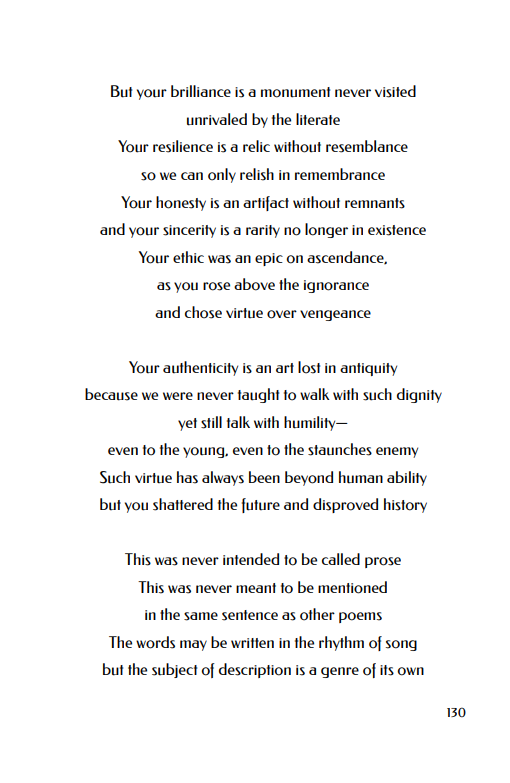 But your brilliance is a monument never visited
unrivaled by the literate
Your resilience is a relic without resemblance
so we can only relish in remembrance
Your honesty is an artifact without remnants
and your sincerity is a rarity no longer in existence
Your ethic was an epic on ascendance,
as you rose above the ignorance
and chose virtue over vengeance
Your authenticity is an art lost in antiquity
because we were never taught to walk with such dignity
yet still talk with humility—
even to the young, even to the staunches enemy
Such virtue has always been beyond human ability
but you shattered the future and disproved history
This was never intended to be called prose
This was never meant to be mentioned
in the same sentence as other poems
The words may be written in the rhythm of song
but the subject of description is a genre of its own
130